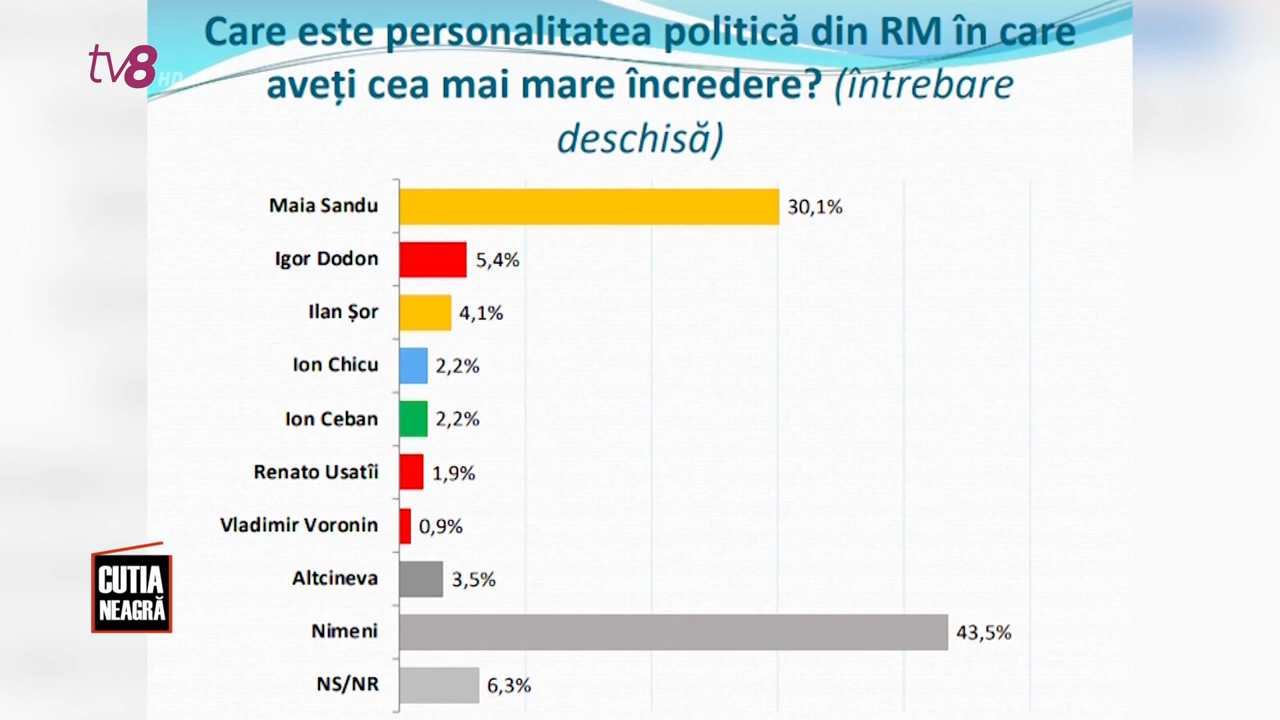 Care este personalitatea politică din RM în care
aveți cea mai mare încredere? (întrebare
deschisă)
tv8 HD
Maia Sandu 30,1%
Igor Dodon 5,4%
Ilan Șor 4,1%
Ion Chicu 2,2%
Ion Ceban 2,2%
Renato Usatîi 1,9%
Vladimir Voronin 0,9%
Altcineva 3,5%
Nimeni 43,5%
NS/NR 6,3%
CUTIA
NEAGRĂ